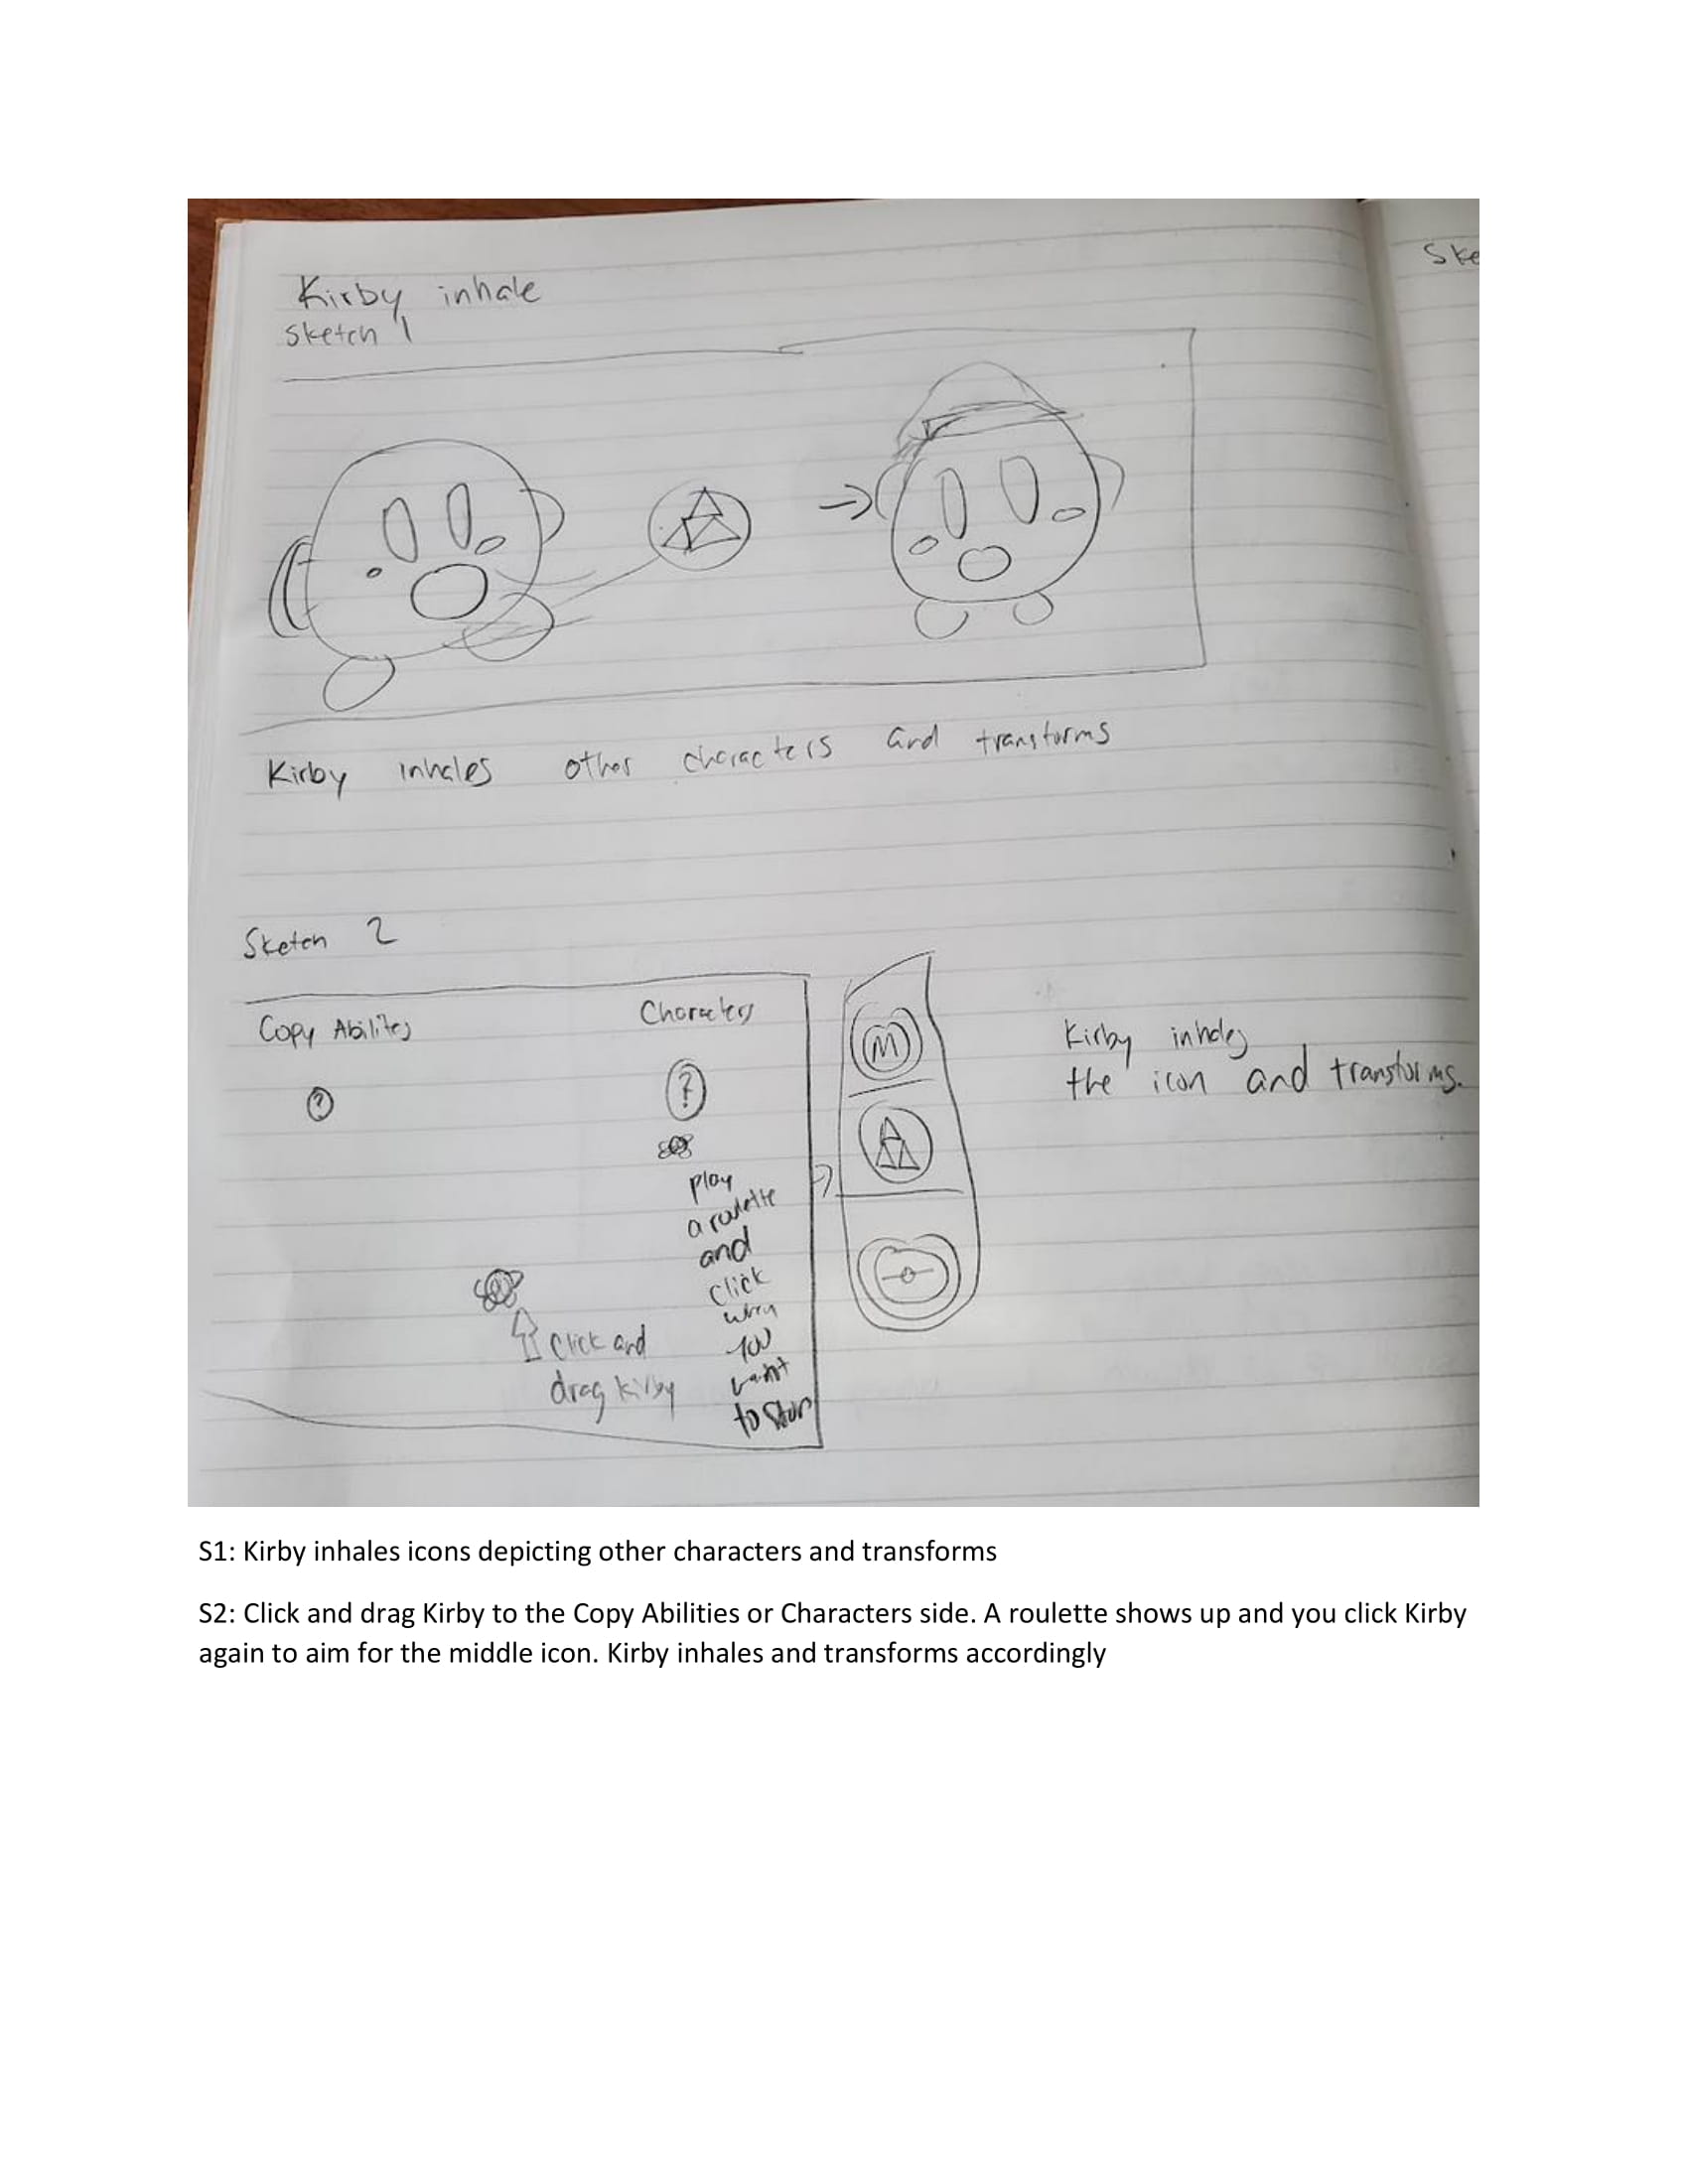 Ske
Kirby inhale
Sketch 1
Kirby inhales other characters and transforms
Sketch 2
Copy Abilites
Characters
?
?
M
play
a roulette
and
click
when
you
want
to stop
Click and
drag Kirby
Kirby inhales
the icon and transforms.
S1: Kirby inhales icons depicting other characters and transforms
S2: Click and drag Kirby to the Copy Abilities or Characters side. A roulette shows up and you click Kirby
again to aim for the middle icon. Kirby inhales and transforms accordingly